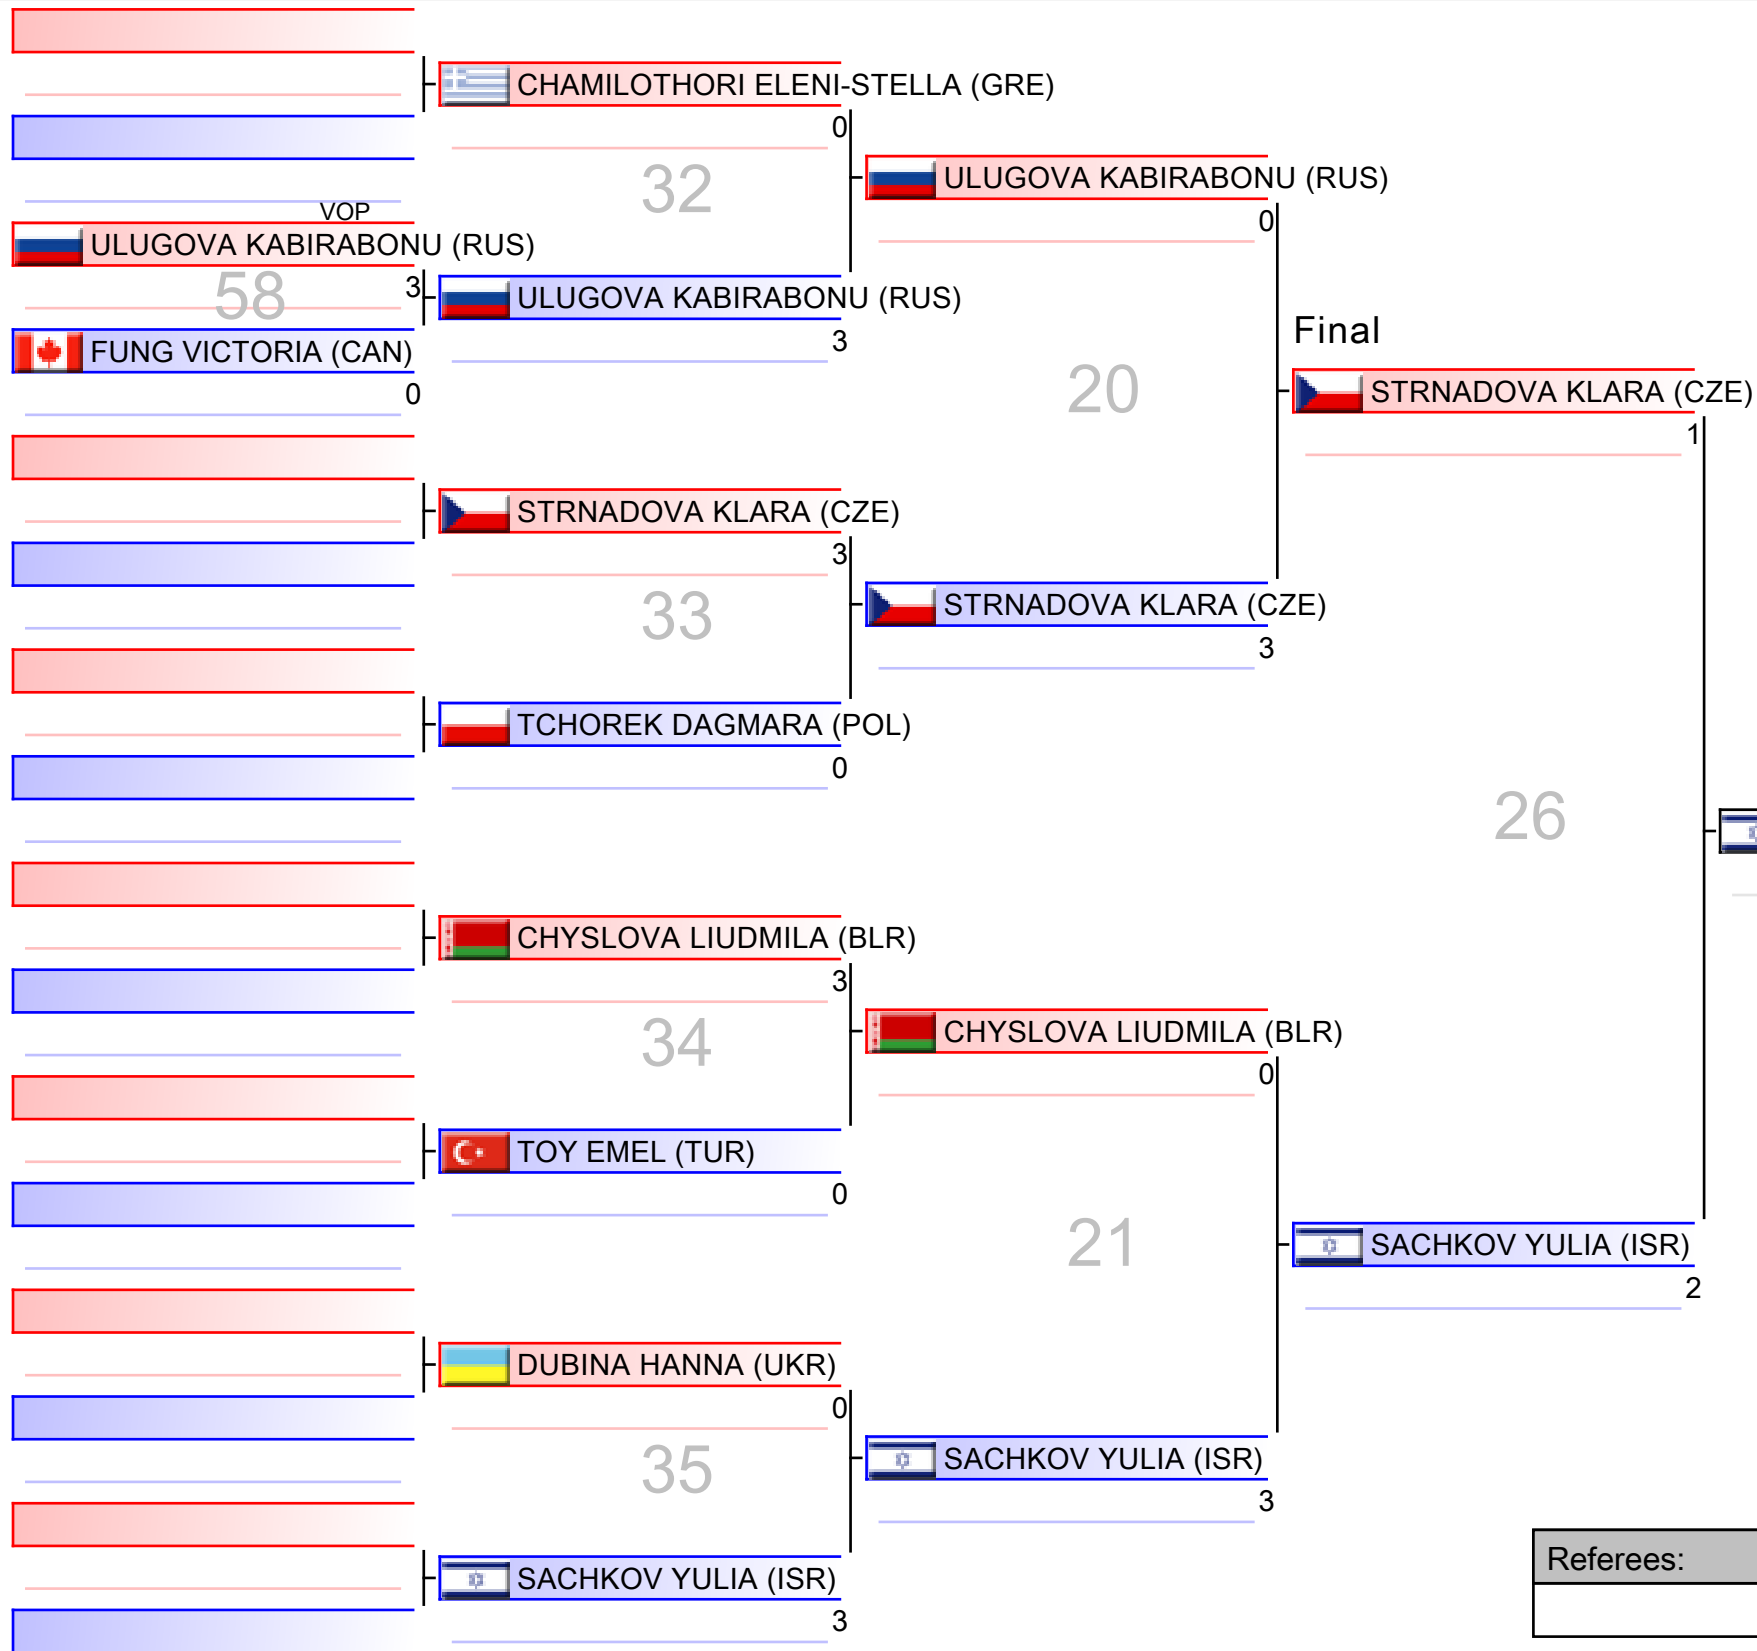 CHAMILOTHORI ELENI-STELLA (GRE)
0
32
ULUGOVA KABIRABONU (RUS)
0
VOP
ULUGOVA KABIRABONU (RUS)
3
58
ULUGOVA KABIRABONU (RUS)
3
FUNG VICTORIA (CAN)
0
Final
20
STRNADOVA KLARA (CZE)
1
STRNADOVA KLARA (CZE)
3
33
STRNADOVA KLARA (CZE)
3
TCHOREK DAGMARA (POL)
0
26
CHYSLOVA LIUDMILA (BLR)
3
34
CHYSLOVA LIUDMILA (BLR)
0
TOY EMEL (TUR)
0
21
SACHKOV YULIA (ISR)
2
DUBINA HANNA (UKR)
0
35
SACHKOV YULIA (ISR)
3
Referees:
SACHKOV YULIA (ISR)
3